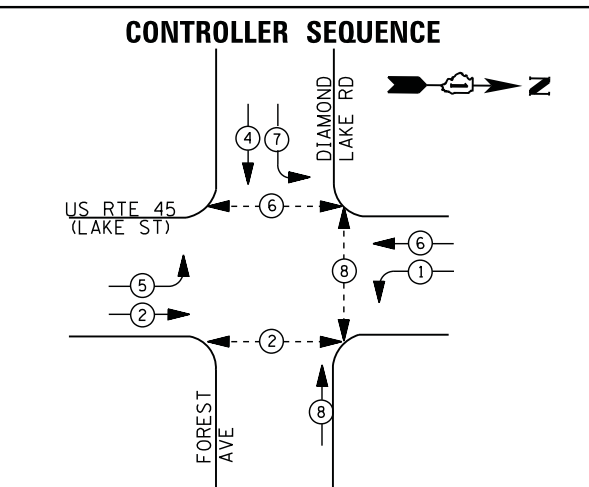 CONTROLLER SEQUENCE
DIAMOND
LAKE RD
N
4
7
US RTE 45
(LAKE ST)
6
6
8
1
5
2
2
8
FOREST
AVE